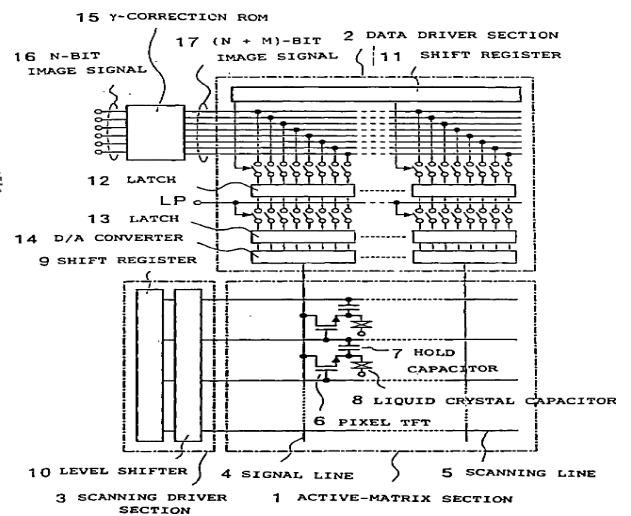 15 γ-CORRECTION ROM
17 (N + M)-BIT
IMAGE SIGNAL
2 DATA DRIVER SECTION
11 SHIFT REGISTER
16 N-BIT
IMAGE SIGNAL
12 LATCH
LP
13 LATCH
14 D/A CONVERTER
9 SHIFT REGISTER
7 HOLD
CAPACITOR
8 LIQUID CRYSTAL CAPACITOR
6 PIXEL TFT
10 LEVEL SHIFTER
4 SIGNAL LINE
5 SCANNING LINE
3 SCANNING DRIVER
SECTION
1 ACTIVE-MATRIX SECTION